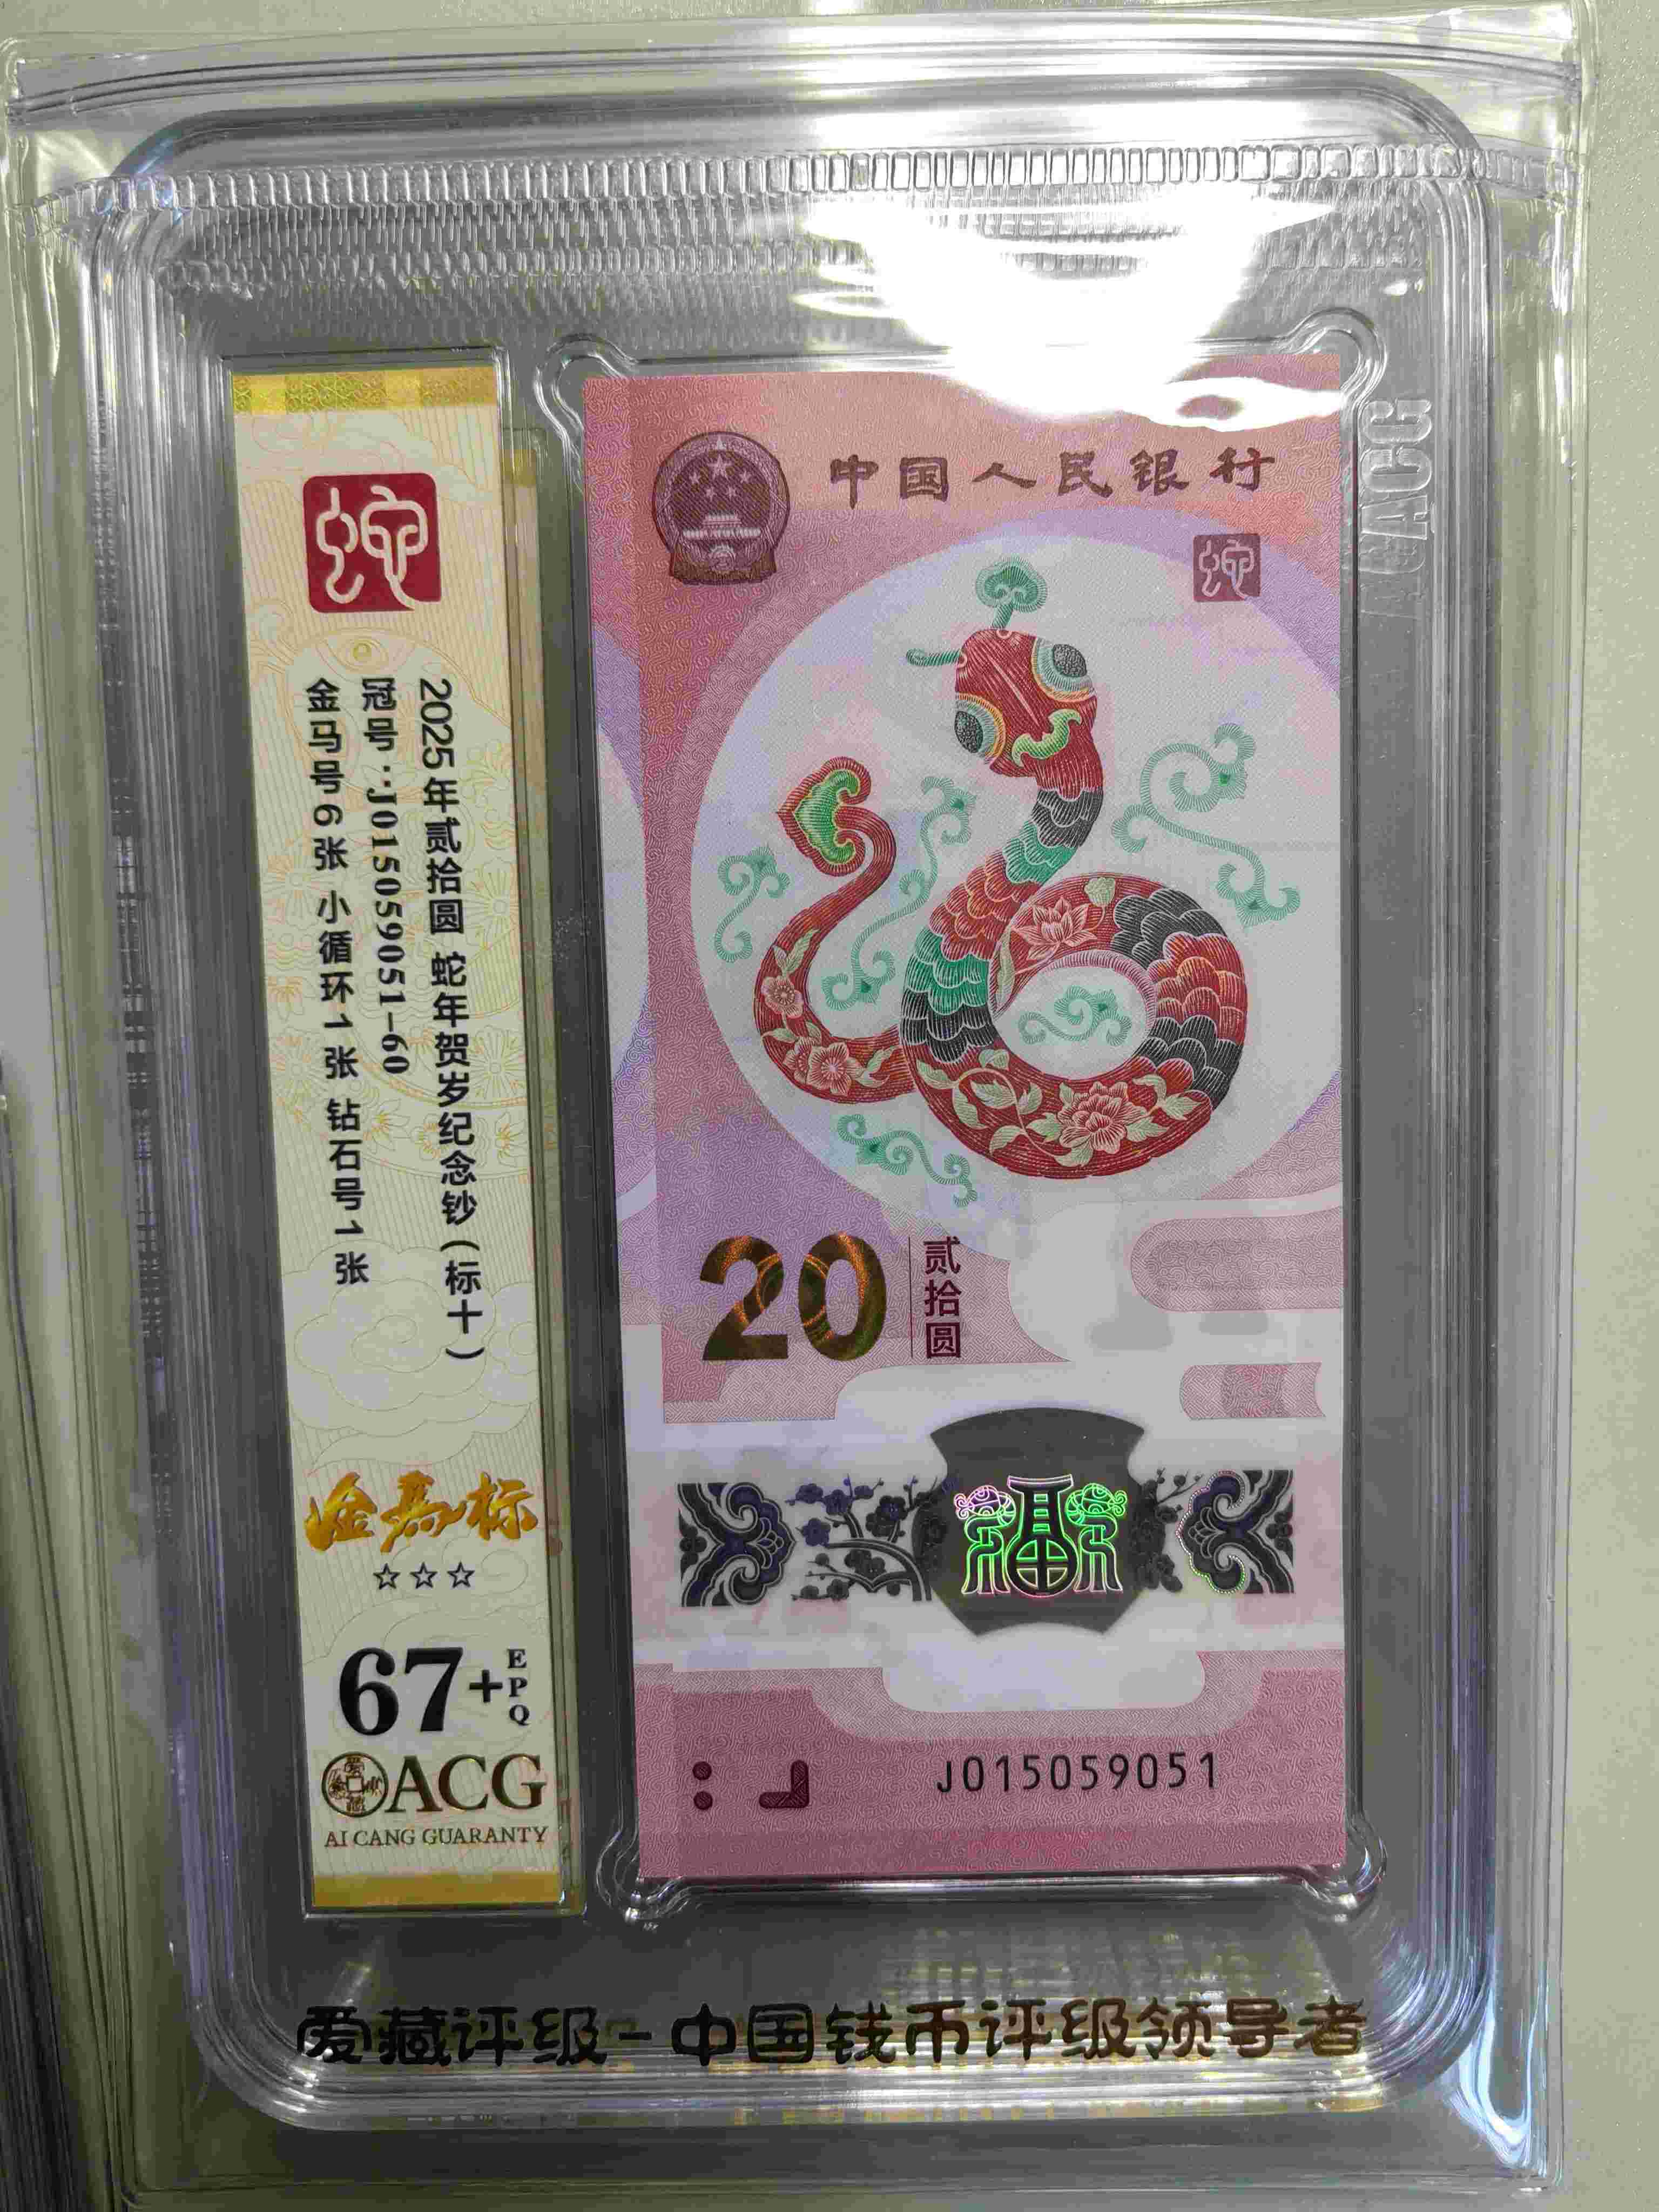 蛇
2025年贰拾圆 蛇年贺岁纪念钞(标十)
冠号:J015059051-60
金马号6张 小循环1张 钻石号1张
金马标
☆☆☆
67+EPQ
ACG
AI CANG GUARANTY
中国人民银行
蛇
20 贰拾圆
福
J015059051
ACG
爱藏评级-中国钱币评级领导者